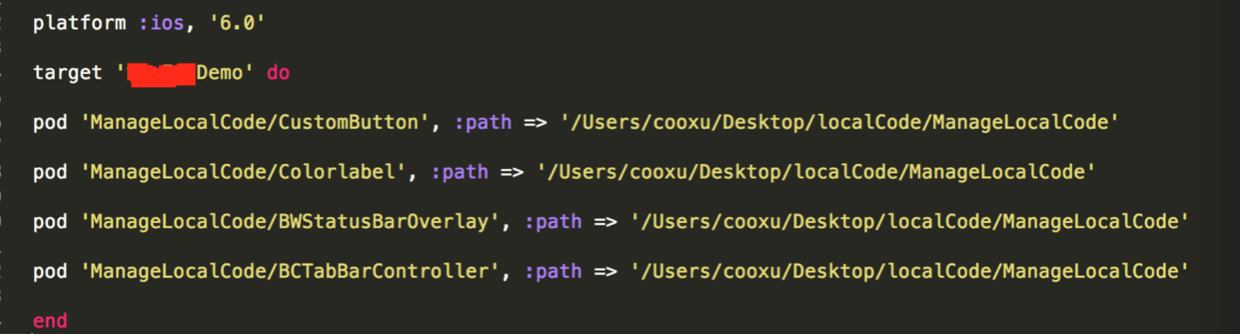 platform :ios, '6.0'
target 'Demo' do
pod 'ManageLocalCode/CustomButton', :path => '/Users/cooxu/Desktop/localCode/ManageLocalCode'
pod 'ManageLocalCode/Colorlabel', :path => '/Users/cooxu/Desktop/localCode/ManageLocalCode'
pod 'ManageLocalCode/BWStatusBarOverlay', :path => '/Users/cooxu/Desktop/localCode/ManageLocalCode'
pod 'ManageLocalCode/BCTabBarController', :path => '/Users/cooxu/Desktop/localCode/ManageLocalCode'
end